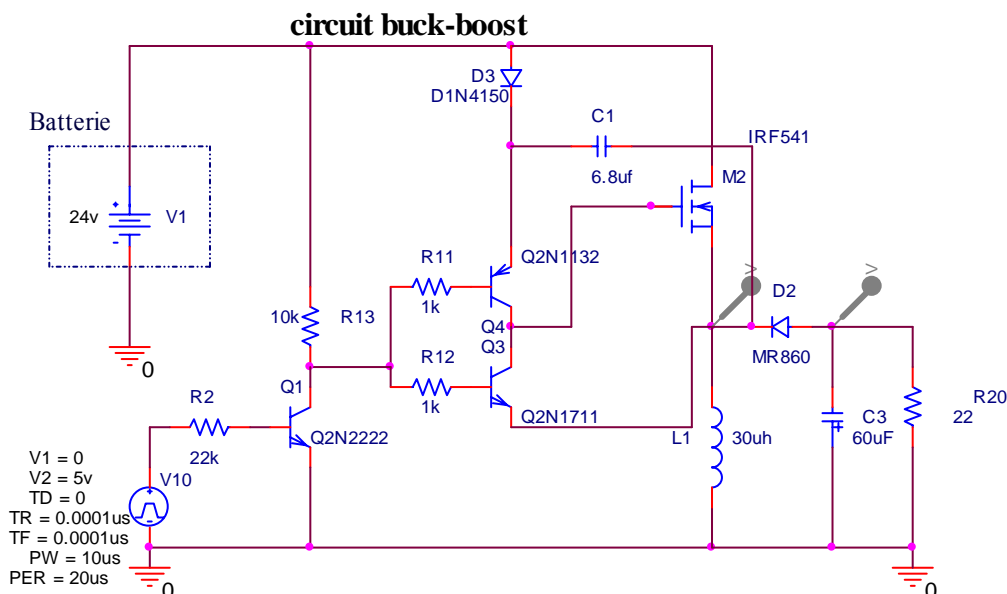 circuit buck-boost
D3
D1N4150
Batterie
C1
IRF541
6.8uf
M2
24v
V1
V
V
R11
Q2N1132
1k
D2
10k
R13
Q4
Q3
MR860
R12
Q1
R2
1k
Q2N1711
R20
22
C3
60uF
Q2N2222
L1
30uh
22k
V1 = 0
V2 = 5v
TD = 0
TR = 0.0001us
TF = 0.0001us
PW = 10us
PER = 20us
V10
0
0
0